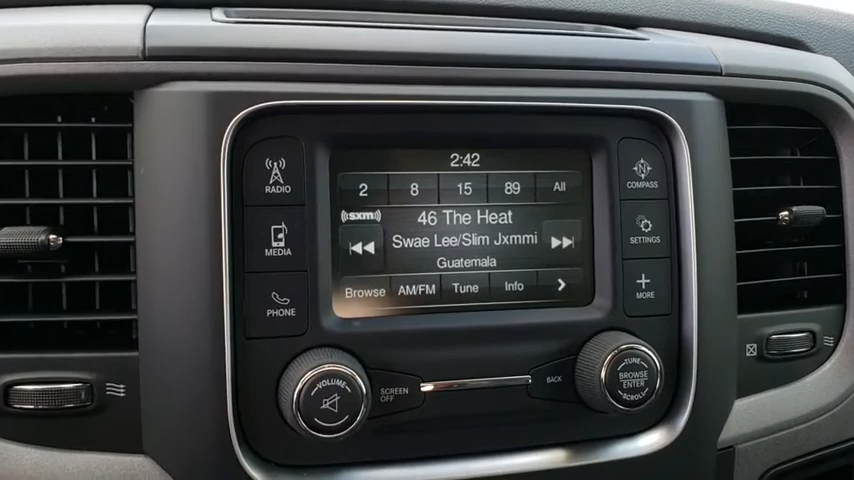 2:42
2 8 15 89 All
sxm
46 The Heat
Swae Lee/Slim Jxmmi
Guatemala
Browse AM/FM Tune Info
RADIO
MEDIA
PHONE
N
COMPASS
SETTINGS
MORE
VOLUME
SCREEN
OFF
BACK
TUNE
BROWSE
ENTER
SCROLL